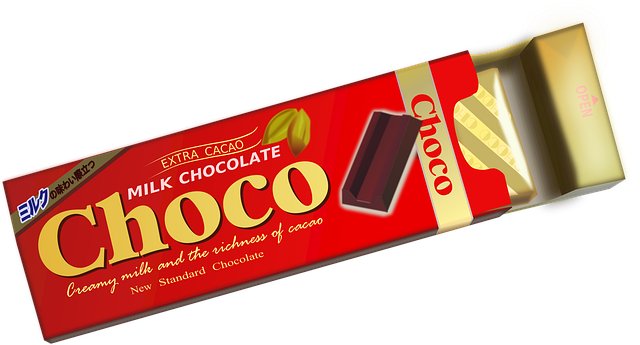 ミルクの味わい際立つ
EXTRA CACAO
MILK CHOCOLATE
Choco
Creamy milk and the richness of cacao
New Standard Chocolate
Choco
OPEN